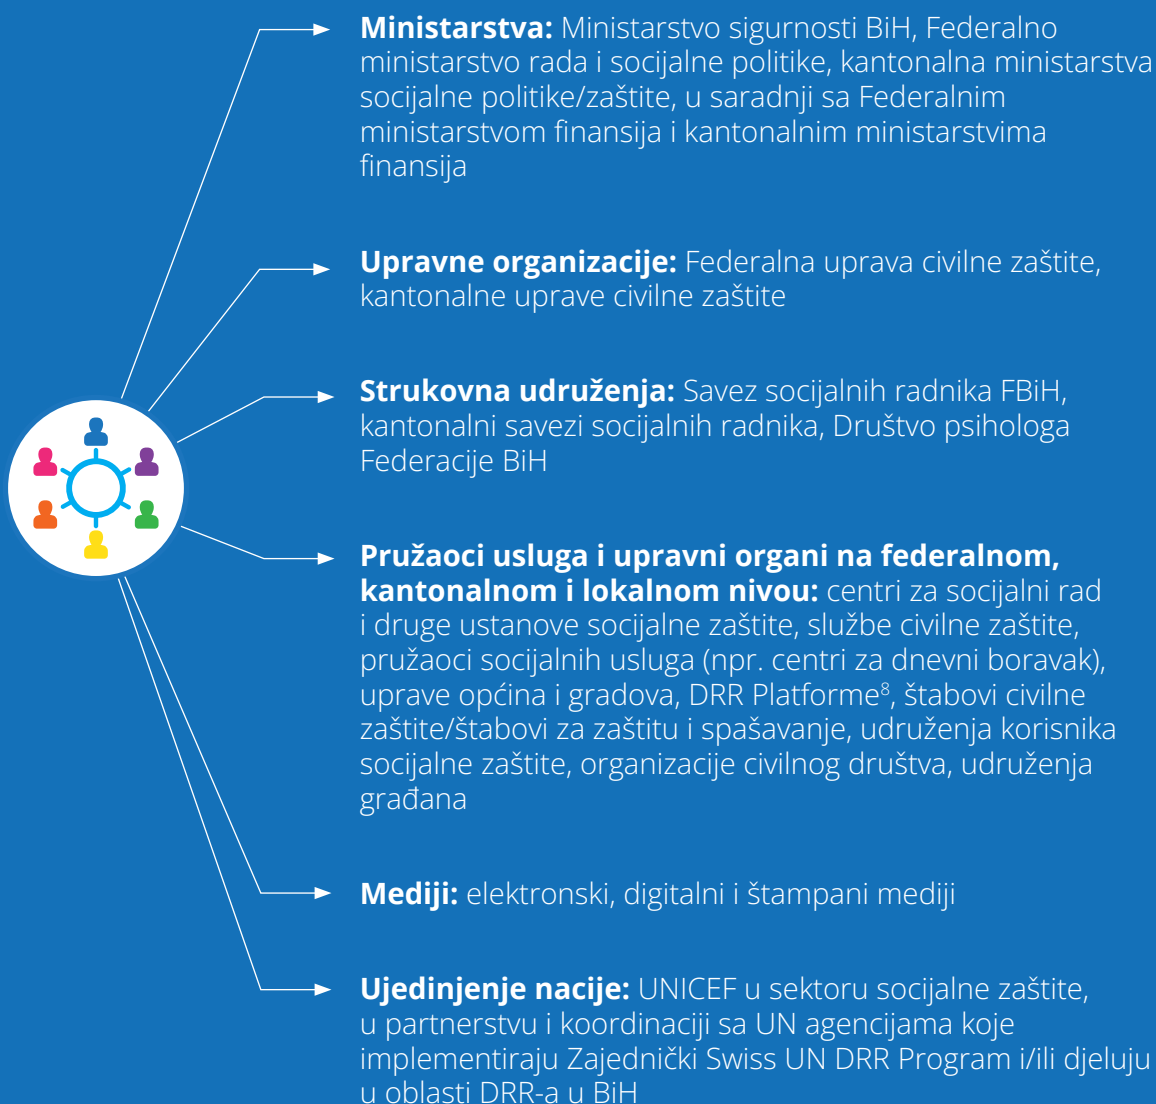 Ministarstva: Ministarstvo sigurnosti BiH, Federalno
ministarstvo rada i socijalne politike, kantonalna ministarstva
socijalne politike/zaštite, u saradnji sa Federalnim
ministarstvom finansija i kantonalnim ministarstvima
finansija
Upravne organizacije: Federalna uprava civilne zaštite,
kantonalne uprave civilne zaštite
Strukovna udruženja: Savez socijalnih radnika FBiH,
kantonalni savezi socijalnih radnika, Društvo psihologa
Federacije BiH
Pružaoci usluga i upravni organi na federalnom,
kantonalnom i lokalnom nivou: centri za socijalni rad
i druge ustanove socijalne zaštite, službe civilne zaštite,
pružaoci socijalnih usluga (npr. centri za dnevni boravak),
uprave općina i gradova, DRR Platforme⁸, štabovi civilne
zaštite/štabovi za zaštitu i spašavanje, udruženja korisnika
socijalne zaštite, organizacije civilnog društva, udruženja
građana
Mediji: elektronski, digitalni i štampani mediji
Ujedinjenje nacije: UNICEF u sektoru socijalne zaštite,
u partnerstvu i koordinaciji sa UN agencijama koje
implementiraju Zajednički Swiss UN DRR Program i/ili djeluju
u oblasti DRR-a u BiH